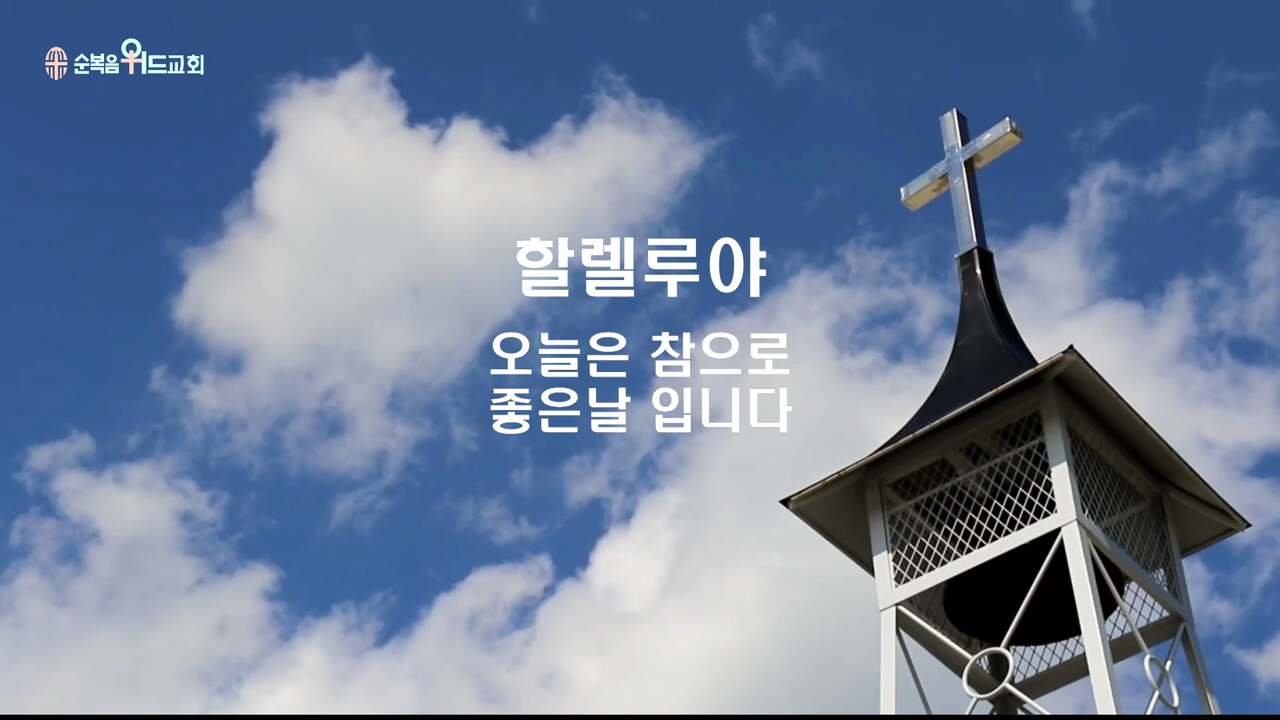 순복음위드교회
할렐루야
오늘은 참으로
좋은날 입니다